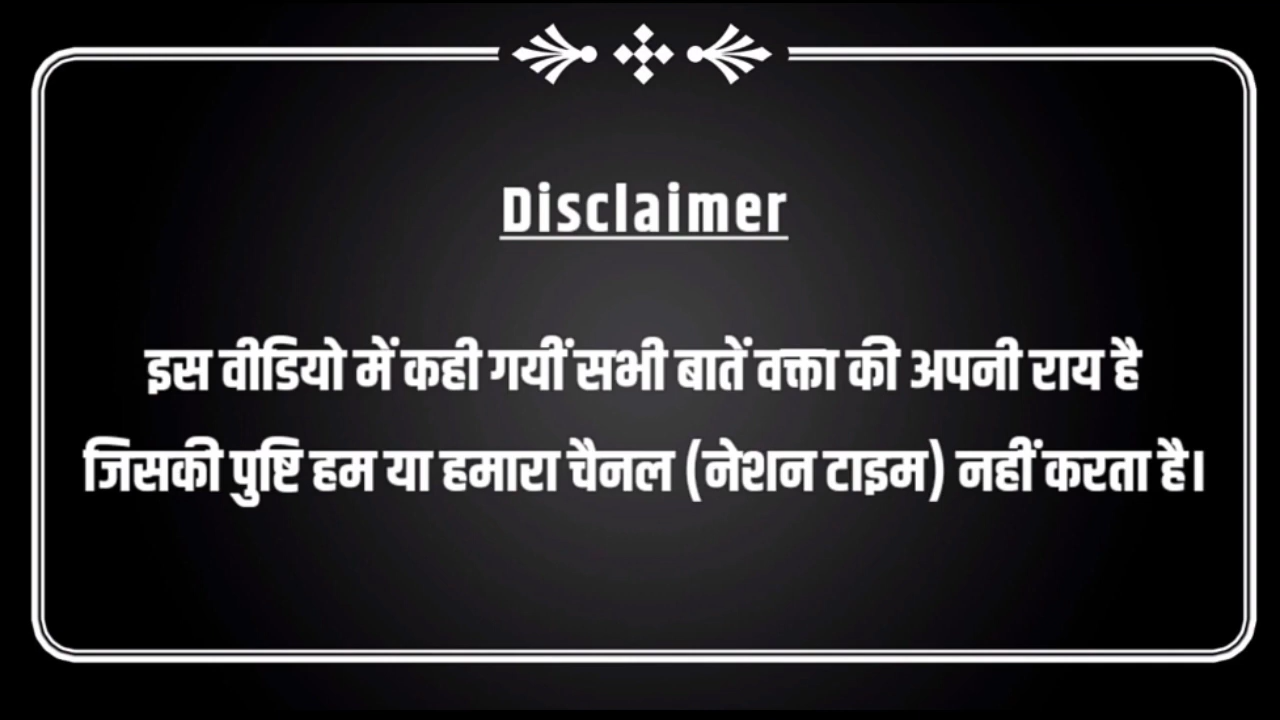 Disclaimer
इस वीडियो में कही गयीं सभी बातें वक्ता की अपनी राय है
जिसकी पुष्टि हम या हमारा चैनल (नेशन टाइम) नहीं करता है।